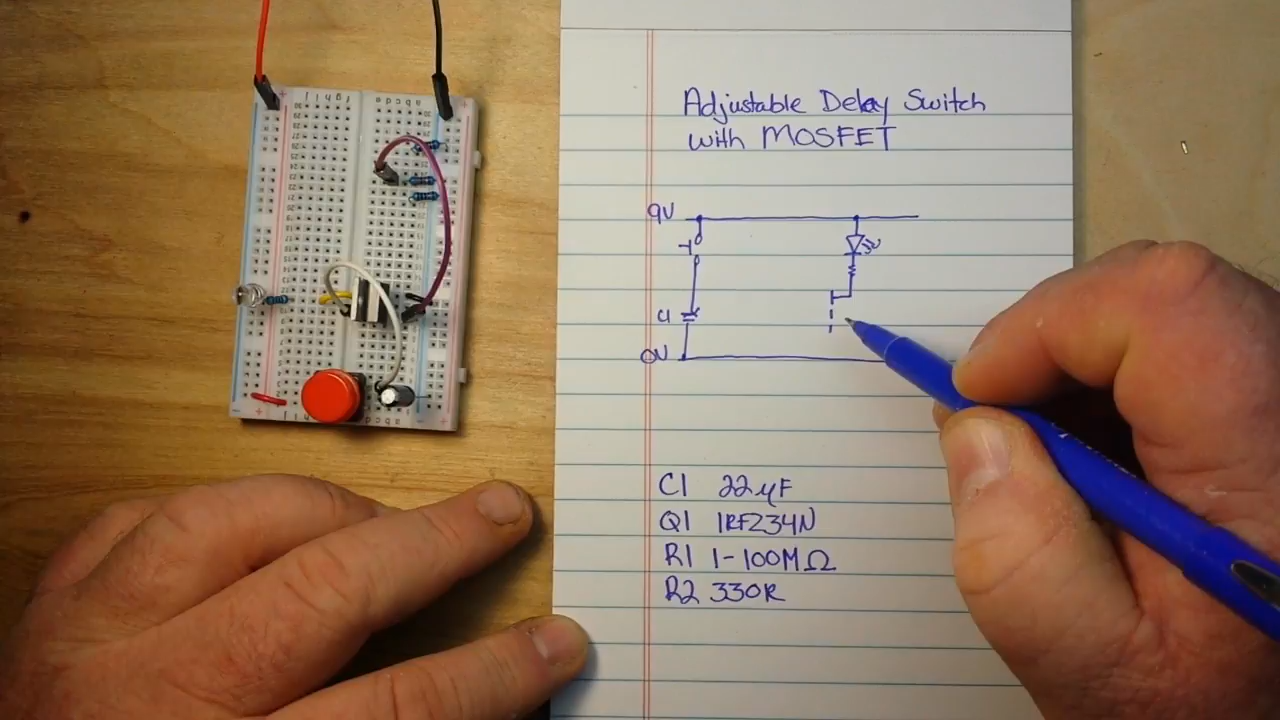 Adjustable Delay Switch
with MOSFET
9V
C1
0V
C1 22µF
Q1 IRFZ34N
R1 1-100MΩ
R2 330R